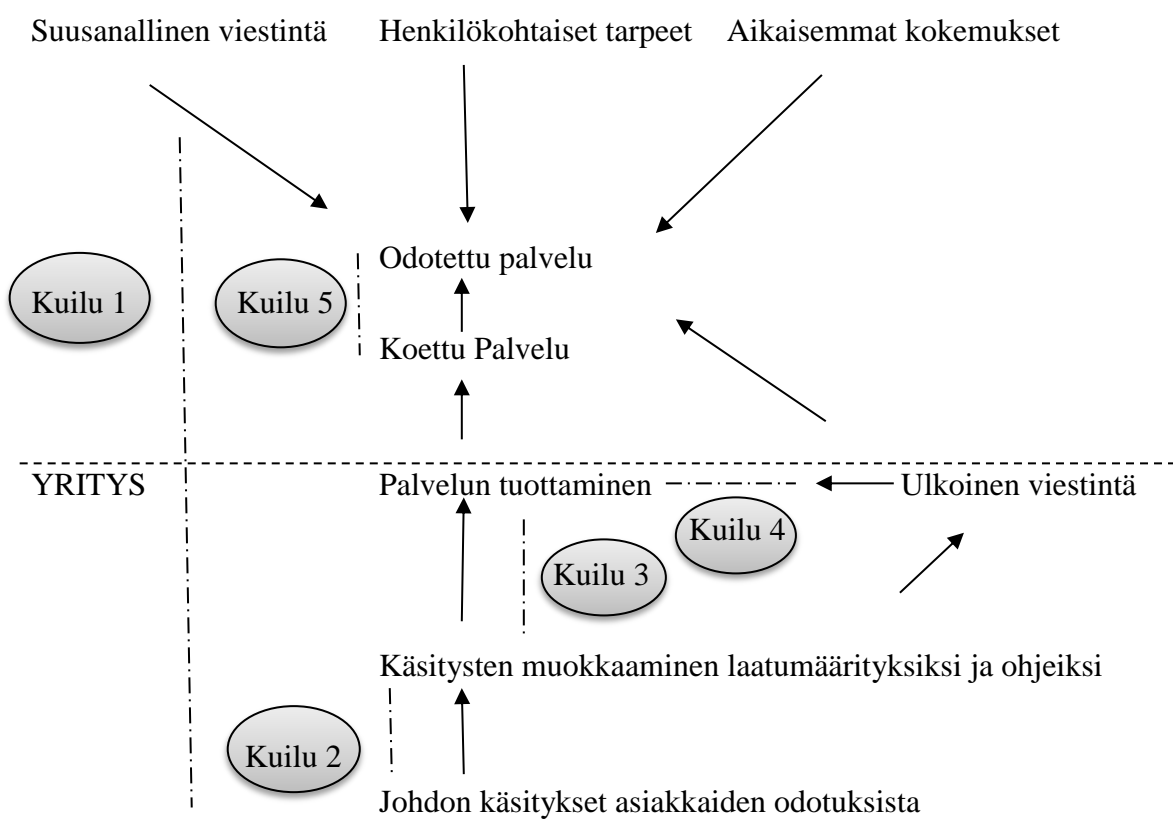 Suusanallinen viestintä Henkilökohtaiset tarpeet Aikaisemmat kokemukset
Odotettu palvelu
Kuilu 1 Kuilu 5
Koettu Palvelu
YRITYS Palvelun tuottaminen Ulkoinen viestintä
Kuilu 4
Kuilu 3
Käsitysten muokkaaminen laatumäärityksiksi ja ohjeiksi
Kuilu 2
Johdon käsitykset asiakkaiden odotuksista